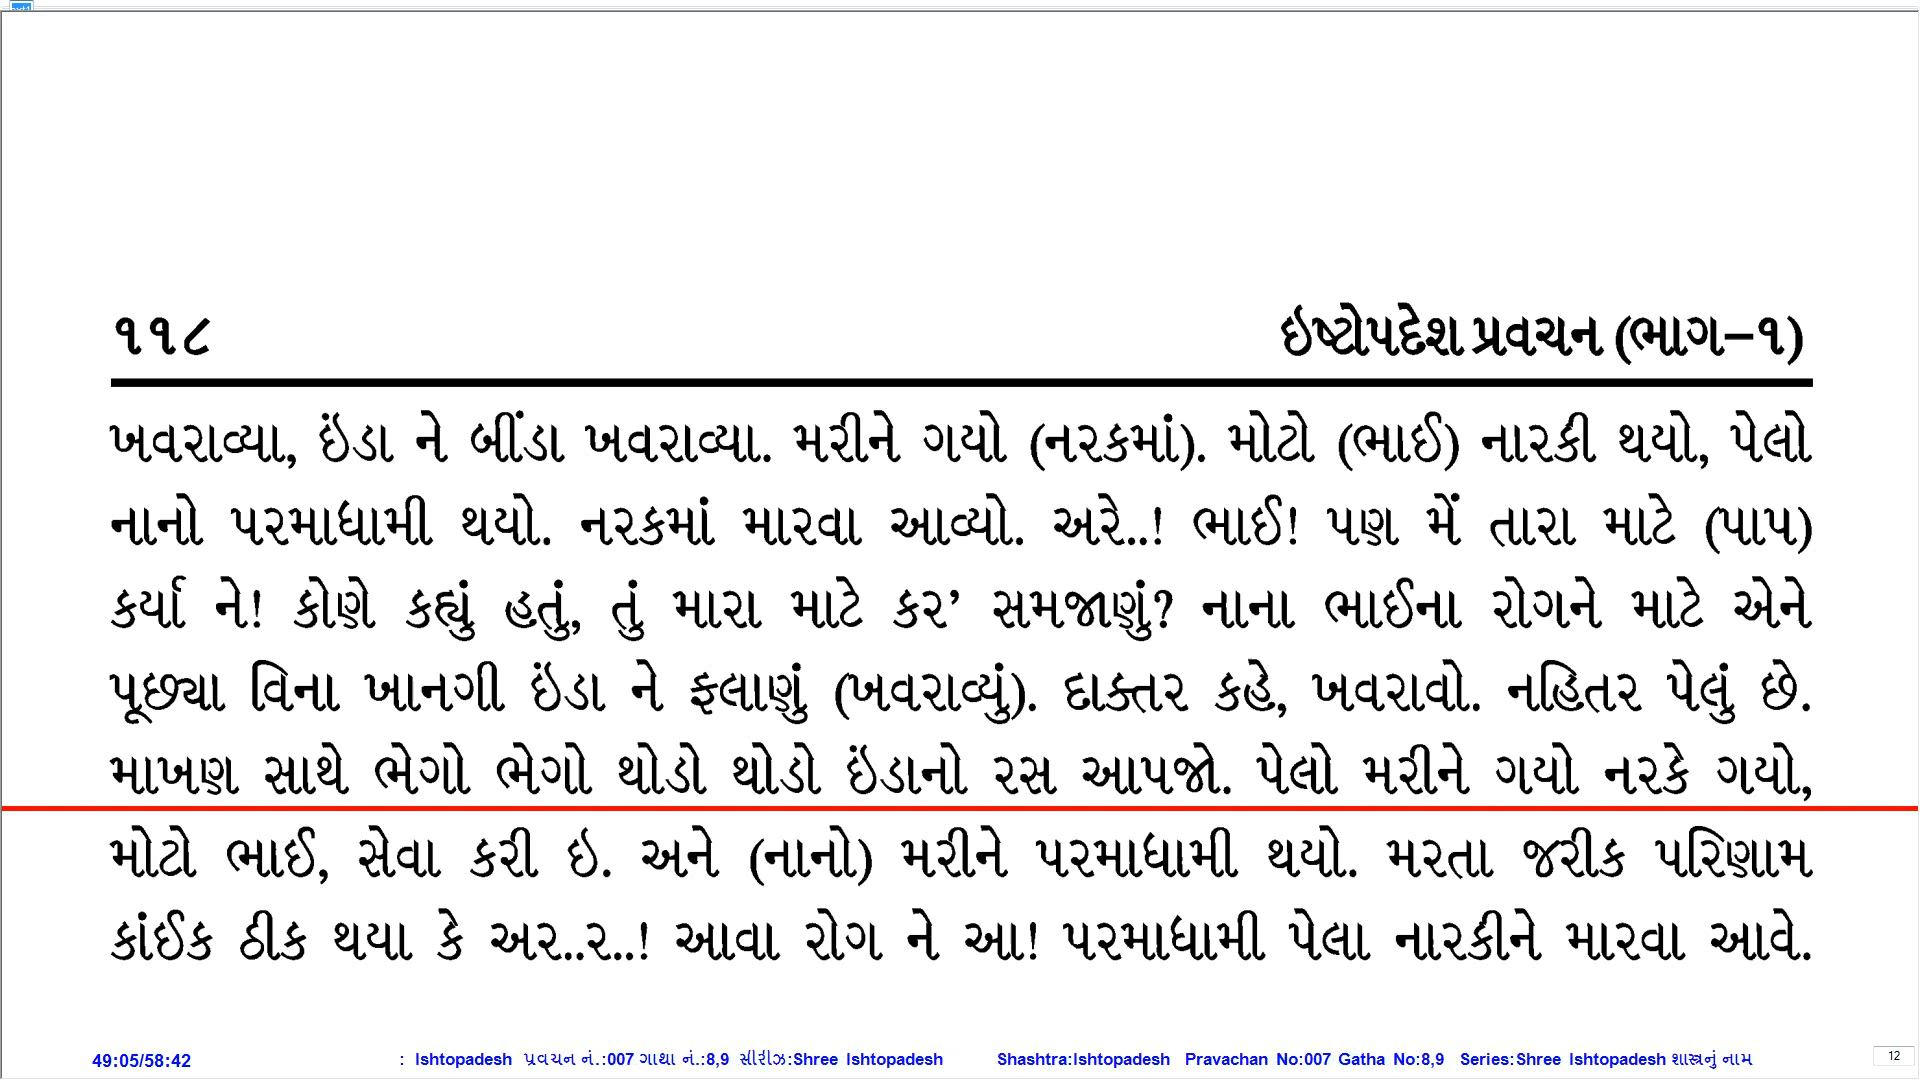 ૧૧૮ ઇષ્ટોપદેશ પ્રવચન (ભાગ–૧)
ખવરાવ્યા, ઇંડા ને બીંડા ખવરાવ્યા. મરીને ગયો (નરકમાં). મોટો (ભાઈ) નારકી થયો, પેલો
નાનો પરમાધામી થયો. નરકમાં મારવા આવ્યો. અરે..! ભાઈ! પણ મેં તારા માટે (પાપ)
કર્યા ને! કોણે કહ્યું હતું, તું મારા માટે કર’ સમજાણું? નાના ભાઈના રોગને માટે એને
પૂછ્યા વિના ખાનગી ઇંડા ને ફલાણું (ખવરાવ્યું). દાક્તર કહે, ખવરાવો. નહિતર પેલું છે.
માખણ સાથે ભેગો ભેગો થોડો થોડો ઇંડાનો રસ આપજો. પેલો મરીને ગયો નરકે ગયો,
મોટો ભાઈ, સેવા કરી ઇ. અને (નાનો) મરીને પરમાધામી થયો. મરતા જરીક પરિણામ
કાંઈક ઠીક થયા કે અર..ર..! આવા રોગ ને આ! પરમાધામી પેલા નારકીને મારવા આવે.
49:05/58:42 : Ishtopadesh પ્રવચન નં.:007 ગાથા નં.:8,9 સીરીઝ:Shree Ishtopadesh Shashtra:Ishtopadesh Pravachan No:007 Gatha No:8,9 Series:Shree Ishtopadesh શાસ્ત્રનું નામ 12